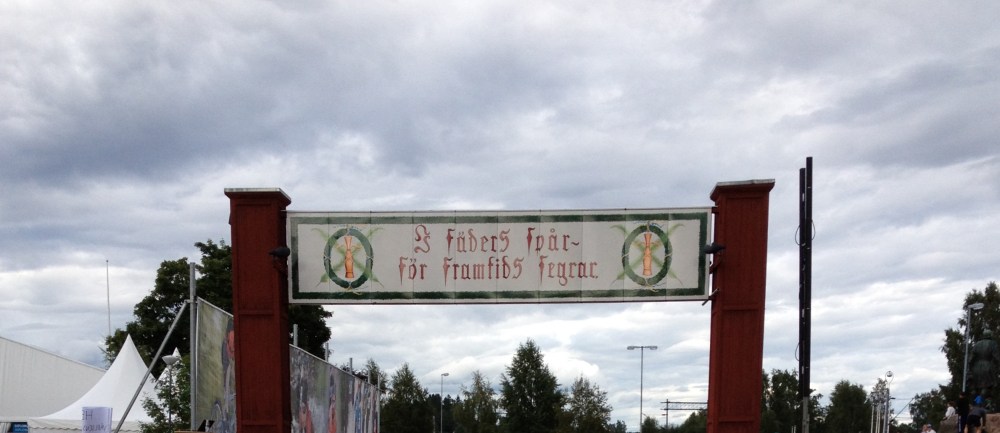 I fäders spår-
för framtids segrar